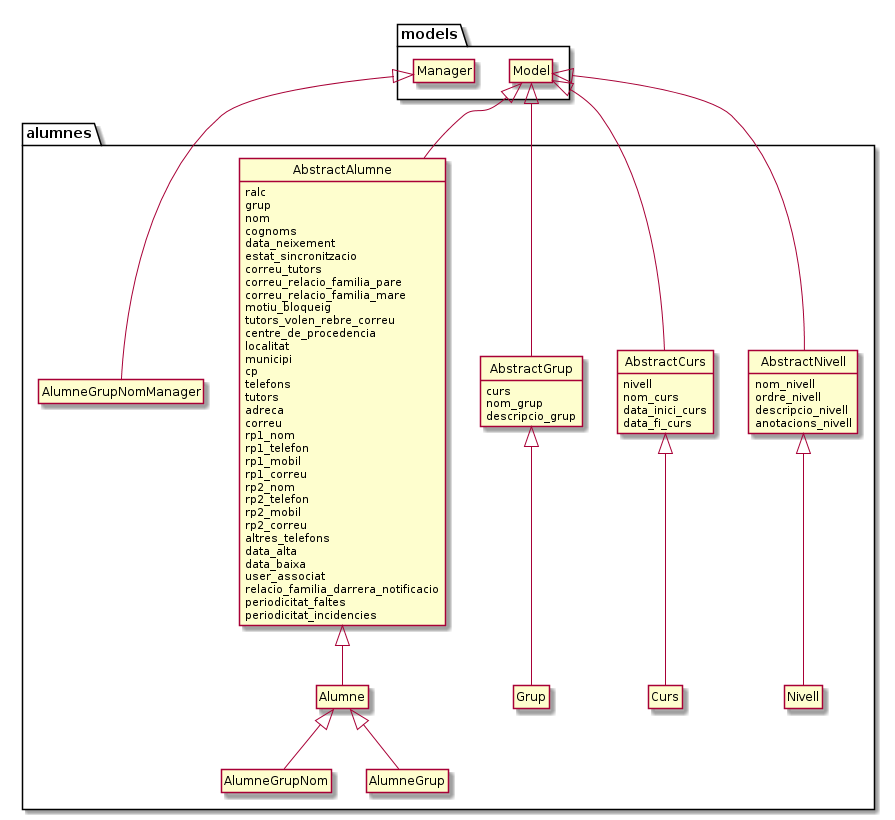 models
Manager
Model
alumnes
AbstractAlumne
ralc
grup
nom
cognoms
data_neixement
estat_sincronitzacio
correu_tutors
correu_relacio_familia_pare
correu_relacio_familia_mare
motiu_bloqueig
tutors_volen_rebre_correu
centre_de_procedencia
localitat
municipi
cp
telefons
tutors
adreca
correu
rp1_nom
rp1_telefon
rp1_mobil
rp1_correu
rp2_nom
rp2_telefon
rp2_mobil
rp2_correu
altres_telefons
data_alta
data_baixa
user_associat
relacio_familia_darrera_notificacio
periodicitat_faltes
periodicitat_incidencies
AlumneGrupNomManager
AbstractGrup
curs
nom_grup
descripcio_grup
AbstractCurs
nivell
nom_curs
data_inici_curs
data_fi_curs
AbstractNivell
nom_nivell
ordre_nivell
descripcio_nivell
anotacions_nivell
Alumne
Grup
Curs
Nivell
AlumneGrupNom
AlumneGrup